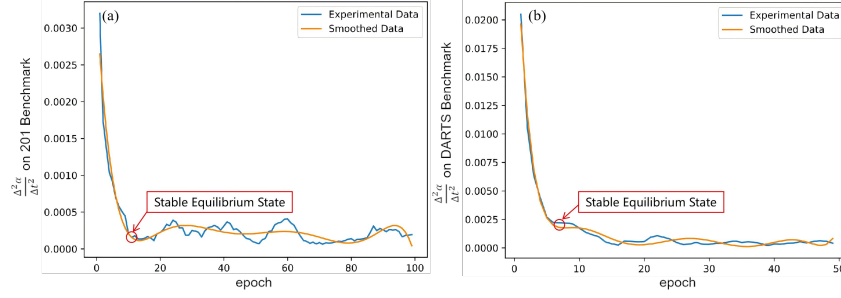 (a)
Experimental Data
Smoothed Data
0.0030
0.0025
0.0020
0.0015
0.0010
0.0005
0.0000
Δ²α/Δt² on 201 Benchmark
Stable Equilibrium State
0 20 40 60 80 100
epoch
(b)
Experimental Data
Smoothed Data
0.0200
0.0175
0.0150
0.0125
0.0100
0.0075
0.0050
0.0025
0.0000
Δ²α/Δt² on DARTS Benchmark
Stable Equilibrium State
0 10 20 30 40 50
epoch